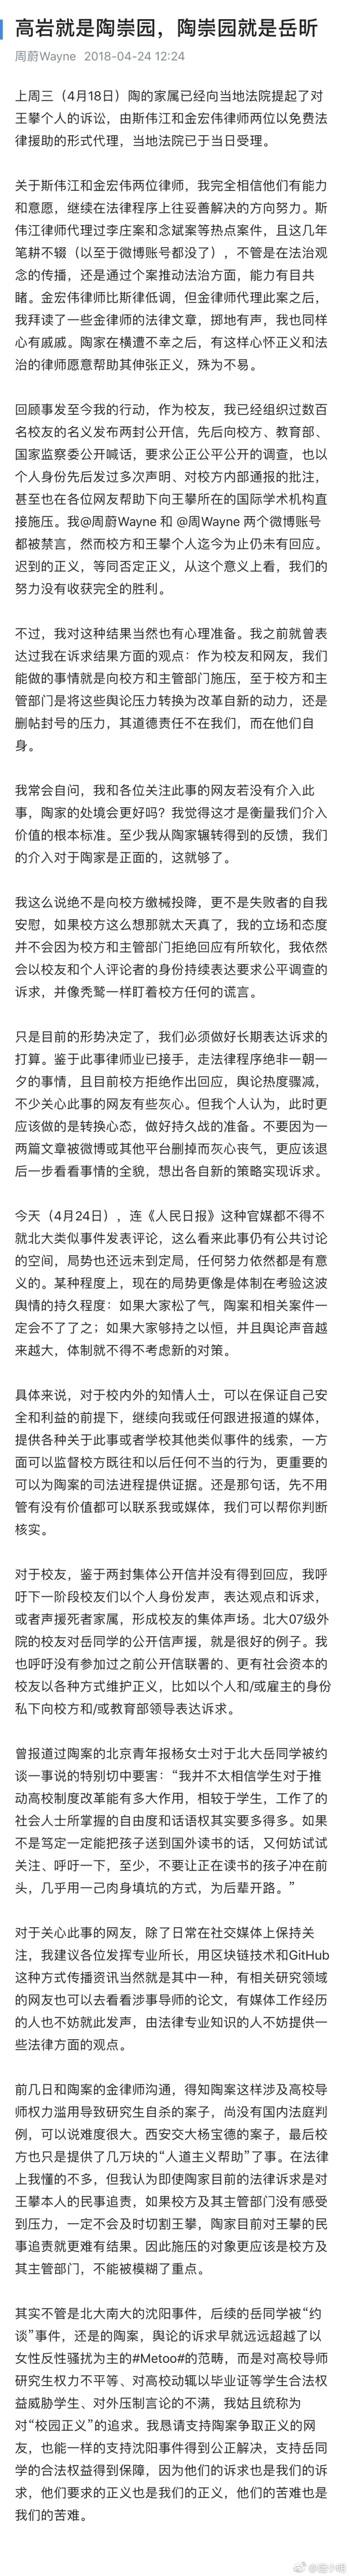 高岩就是陶崇园，陶崇园就是岳昕
周蔚Wayne 2018-04-24 12:24
上周三（4月18日）陶的家属已经向当地法院提起了对
王攀个人的诉讼，由斯伟江和金宏伟律师两位以免费法
律援助的形式代理，当地法院已于当日受理。
关于斯伟江和金宏伟两位律师，我完全相信他们有能力
和意愿，继续在法律程序上往妥善解决的方向努力。斯
伟江律师代理过李庄案和念斌案等热点案件，且这几年
笔耕不辍（以至于微博账号都没了），不管是在法治观
念的传播，还是通过个案推动法治方面，能力有目共
睹。金宏伟律师比斯律低调，但金律师代理此案之后，
我拜读了一些金律师的法律文章，掷地有声，我也同样
心有戚戚。陶家在横遭不幸之后，有这样心怀正义和法
治的律师愿意帮助其伸张正义，殊为不易。
回顾事发至今我的行动，作为校友，我已经组织过数百
名校友的名义发布两封公开信，先后向校方、教育部、
国家监察委公开喊话，要求公正公平公开的调查，也以
个人身份先后发过多次声明、对校方内部通报的批注，
甚至也在各位网友帮助下向王攀所在的国际学术机构直
接施压。我@周蔚Wayne 和 @周Wayne 两个微博账号
都被禁言，然而校方和王攀个人迄今为止仍未有回应。
迟到的正义，等同否定正义，从这个意义上看，我们的
努力没有收获完全的胜利。
不过，我对这种结果当然也有心理准备。我之前就曾表
达过我在诉求结果方面的观点：作为校友和网友，我们
能做的事情就是向校方和主管部门施压，至于校方和主
管部门是将这些舆论压力转换为改革自新的动力，还是
删帖封号的压力，其道德责任不在我们，而在他们自
身。
我常会自问，我和各位关注此事的网友若没有介入此
事，陶家的处境会更好吗？我觉得这才是衡量我们介入
价值的根本标准。至少我从陶家辗转得到的反馈，我们
的介入对于陶家是正面的，这就够了。
我这么说绝不是向校方缴械投降，更不是失败者的自我
安慰，如果校方这么想那就太天真了，我的立场和态度
并不会因为校方和主管部门拒绝回应有所软化，我依然
会以校友和个人评论者的身份持续表达要求公平调查的
诉求，并像秃鹫一样盯着校方任何的谎言。
只是目前的形势决定了，我们必须做好长期表达诉求的
打算。鉴于此事律师业已接手，走法律程序绝非一朝一
夕的事情，且目前校方拒绝作出回应，舆论热度骤减，
不少关心此事的网友有些灰心。但我个人认为，此时更
应该做的是转换心态，做好持久战的准备。不要因为一
两篇文章被微博或其他平台删掉而灰心丧气，更应该退
后一步看看事情的全貌，想出各自新的策略实现诉求。
今天（4月24日），连《人民日报》这种官媒都不得不
就北大类似事件发表评论，这么看来此事仍有公共讨论
的空间，局势也还远未到定局，任何努力依然都是有意
义的。某种程度上，现在的局势更像是体制在考验这波
舆情的持久程度：如果大家松了气，陶案和相关案件一
定会不了了之；如果大家够持之以恒，并且舆论声音越
来越大，体制就不得不考虑新的对策。
具体来说，对于校内外的知情人士，可以在保证自己安
全和利益的前提下，继续向我或任何跟进报道的媒体，
提供各种关于此事或者学校其他类似事件的线索，一方
面可以监督校方既往和以后任何不当的行为，更重要的
可以为陶案的司法进程提供证据。还是那句话，先不用
管有没有价值都可以联系我或媒体，我们可以帮你判断
核实。
对于校友，鉴于两封集体公开信并没有得到回应，我呼
吁下一阶段校友们以个人身份发声，表达观点和诉求，
或者声援死者家属，形成校友的集体声场。北大07级外
院的校友对岳同学的公开信声援，就是很好的例子。我
也呼吁没有参加过之前公开信联署的、更有社会资本的
校友以各种方式维护正义，比如以个人和/或雇主的身份
私下向校方和/或教育部领导表达诉求。
曾报道过陶案的北京青年报杨女士对于北大岳同学被约
谈一事说的特别切中要害：“我并不太相信学生对于推
动高校制度改革能有多大作用，相较于学生，工作了的
社会人士所掌握的自由度和话语权其实要多得多。如果
不是笃定一定能把孩子送到国外读书的话，又何妨试试
关注、呼吁一下，至少，不要让正在读书的孩子冲在前
头，几乎用一己肉身填坑的方式，为后辈开路。”
对于关心此事的网友，除了日常在社交媒体上保持关
注，我建议各位发挥专业所长，用区块链技术和GitHub
这种方式传播资讯当然就是其中一种，有相关研究领域
的网友也可以去看看涉事导师的论文，有媒体工作经历
的人也不妨就此发声，由法律专业知识的人不妨提供一
些法律方面的观点。
前几日和陶案的金律师沟通，得知陶案这样涉及高校导
师权力滥用导致研究生自杀的案子，尚没有国内法庭判
例，可以说难度很大。西安交大杨宝德的案子，最后校
方也只是提供了几万块的“人道主义帮助”了事。在法律
上我懂的不多，但我认为即使陶家目前的法律诉求是对
王攀本人的民事追责，如果校方及其主管部门没有感受
到压力，一定不会及时切割王攀，陶家目前对王攀的民
事追责就更难有结果。因此施压的对象更应该是校方及
其主管部门，不能被模糊了重点。
其实不管是北大南大的沈阳事件，后续的岳同学被“约
谈”事件，还是的陶案，舆论的诉求早就远远超越了以
女性反性骚扰为主的#Metoo#的范畴，而是对高校导师
研究生权力不平等、对高校动辄以毕业证等学生合法权
益威胁学生、对外压制言论的不满，我姑且统称为
对“校园正义”的追求。我恳请支持陶案争取正义的网
友，也能一样的支持沈阳事件得到公正解决，支持岳同
学的合法权益得到保障，因为他们的诉求也是我们的诉
求，他们要求的正义也是我们的正义，他们的苦难也是
我们的苦难。